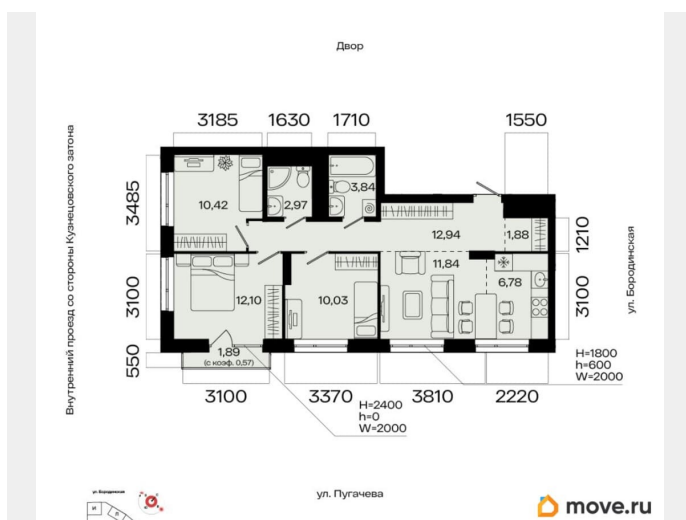 Двор
Внутренний проезд со стороны Кузнецовского затона
3185
1630
1710
1550
3485
10.42
2.97
3.84
12.94
1.88
1210
ул. Бородинская
3100
12.10
10.03
11.84
6.78
3100
550
1.89
(с коэф. 0,57)
3100
3370
3810
2220
H=2400
h=0
W=2000
H=1800
h=600
W=2000
ул. Бородинская
ул. Пугачева
move.ru